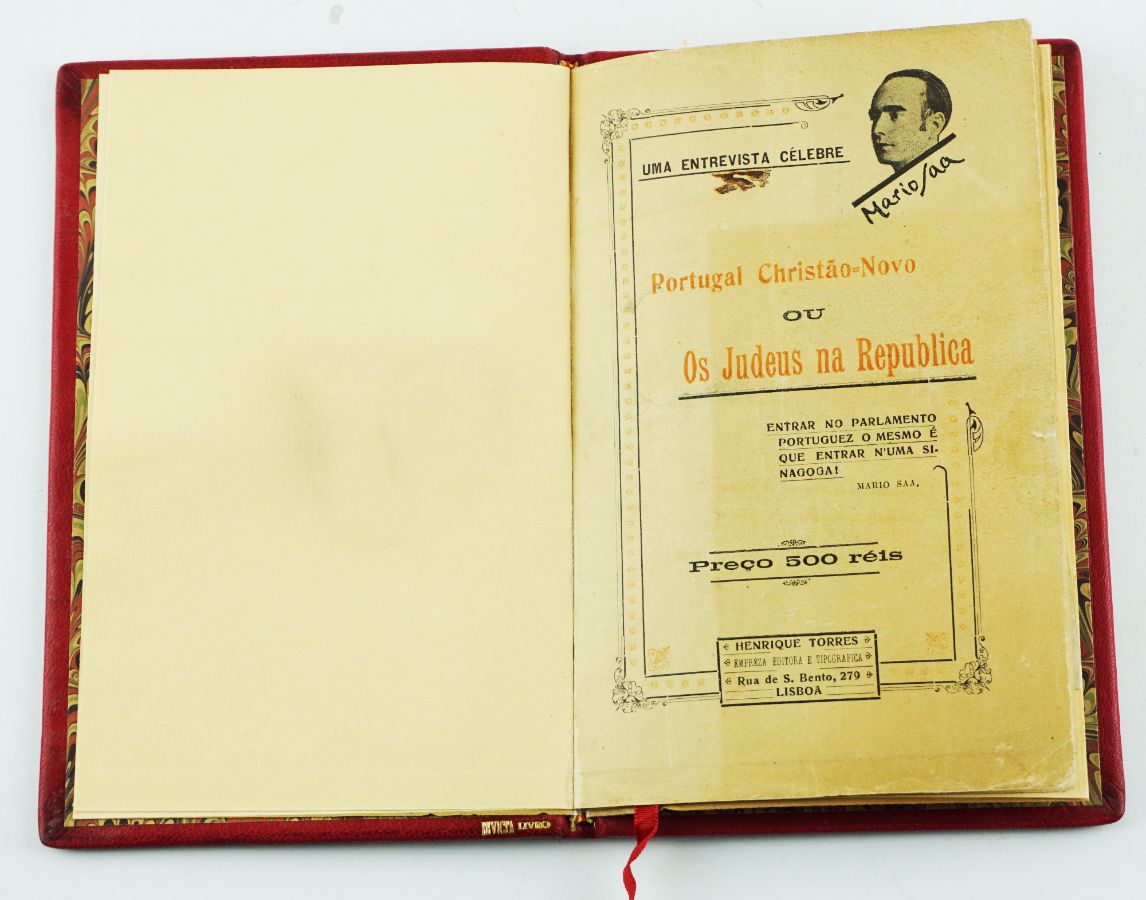 UMA ENTREVISTA CÉLEBRE
Mario Saa
Portugal Christão=Novo
OU
Os Judeus na Republica
ENTRAR NO PARLAMENTO
PORTUGUEZ O MESMO É
QUE ENTRAR N'UMA SI-
NAGOGA!
MARIO SAA.
Preço 500 réis
HENRIQUE TORRES
EMPREZA EDITORA E TIPOGRAFICA
Rua de S. Bento, 279
LISBOA
INVICTA LIVRO